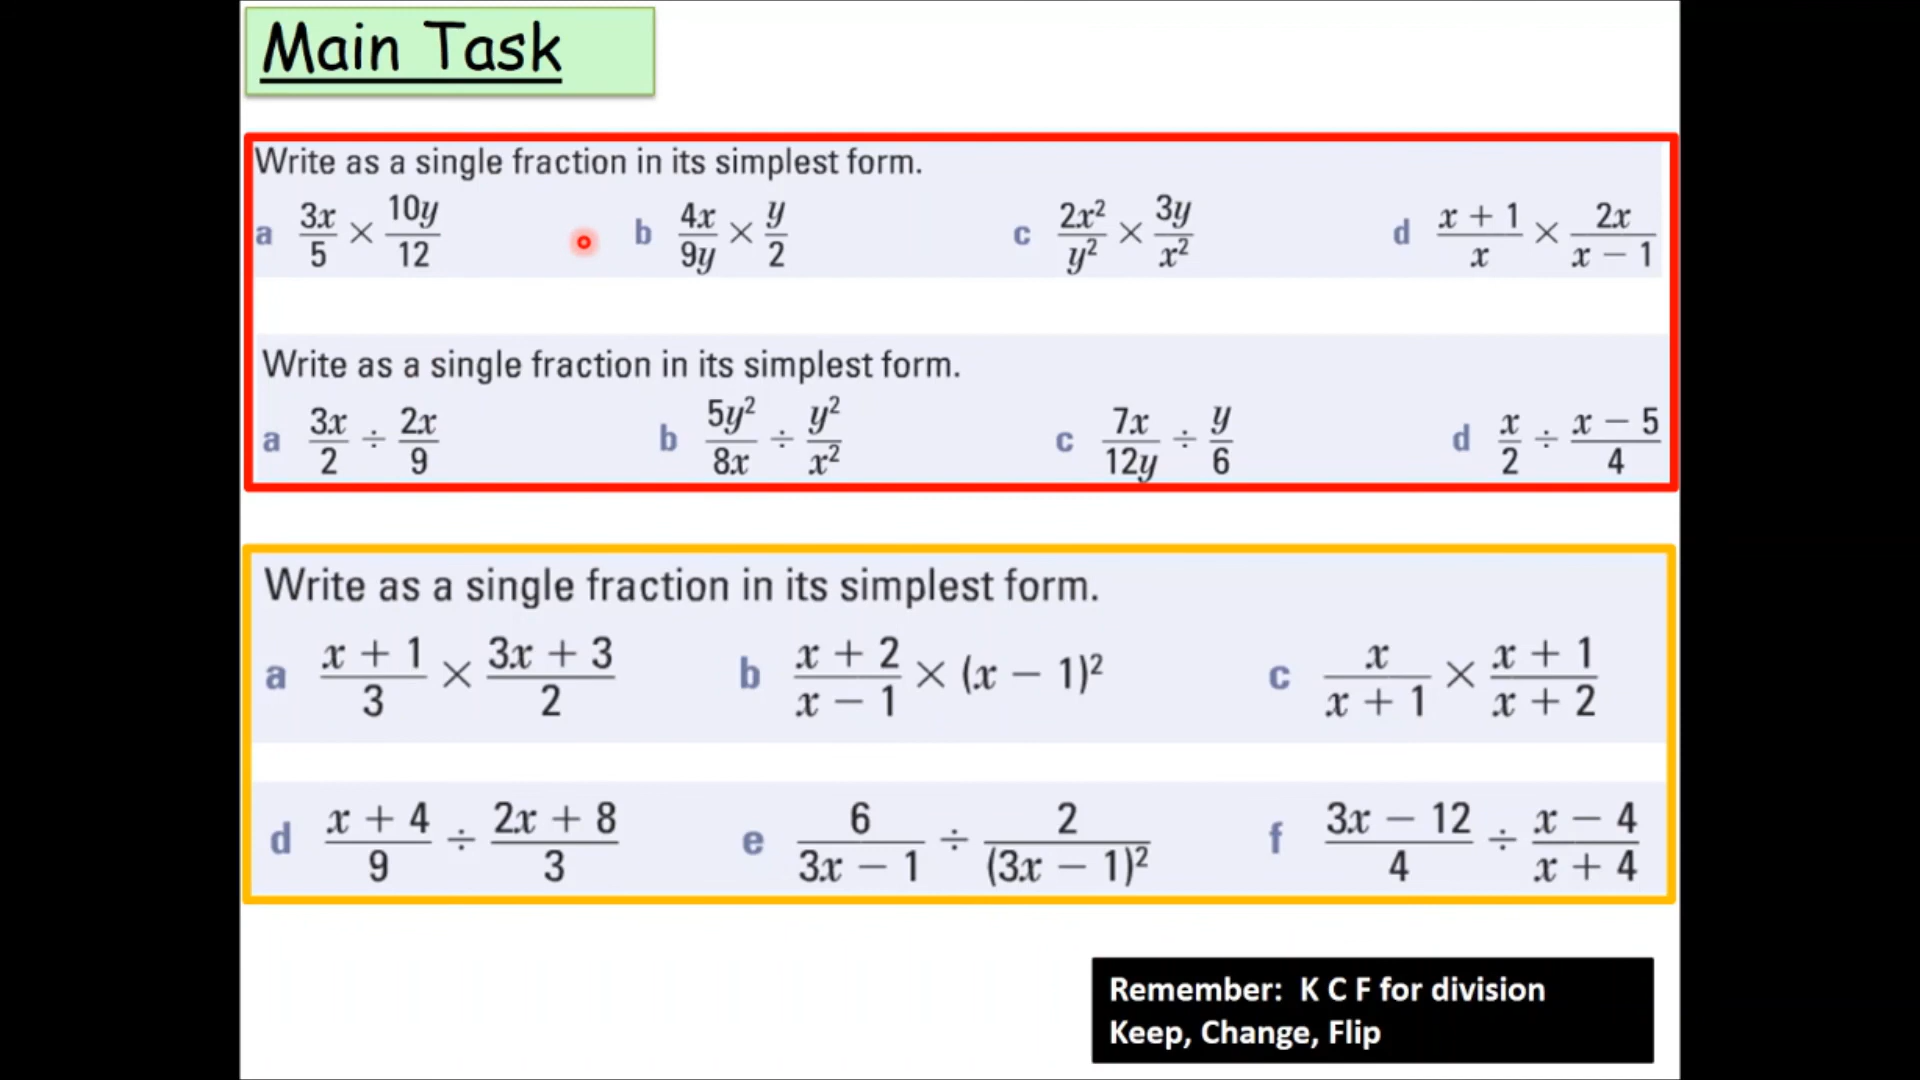 Main Task
Write as a single fraction in its simplest form.
a 3x/5 × 10y/12 b 4x/9y × y/2 c 2x²/y² × 3y/x² d x + 1/x × 2x/x − 1
Write as a single fraction in its simplest form.
a 3x/2 ÷ 2x/9 b 5y²/8x ÷ y²/x² c 7x/12y ÷ y/6 d x/2 ÷ x − 5/4
Write as a single fraction in its simplest form.
a x + 1/3 × 3x + 3/2 b x + 2/x − 1 × (x − 1)² c x/x + 1 × x + 1/x + 2
d x + 4/9 ÷ 2x + 8/3 e 6/3x − 1 ÷ 2/(3x − 1)² f 3x − 12/4 ÷ x − 4/x + 4
Remember: K C F for division
Keep, Change, Flip